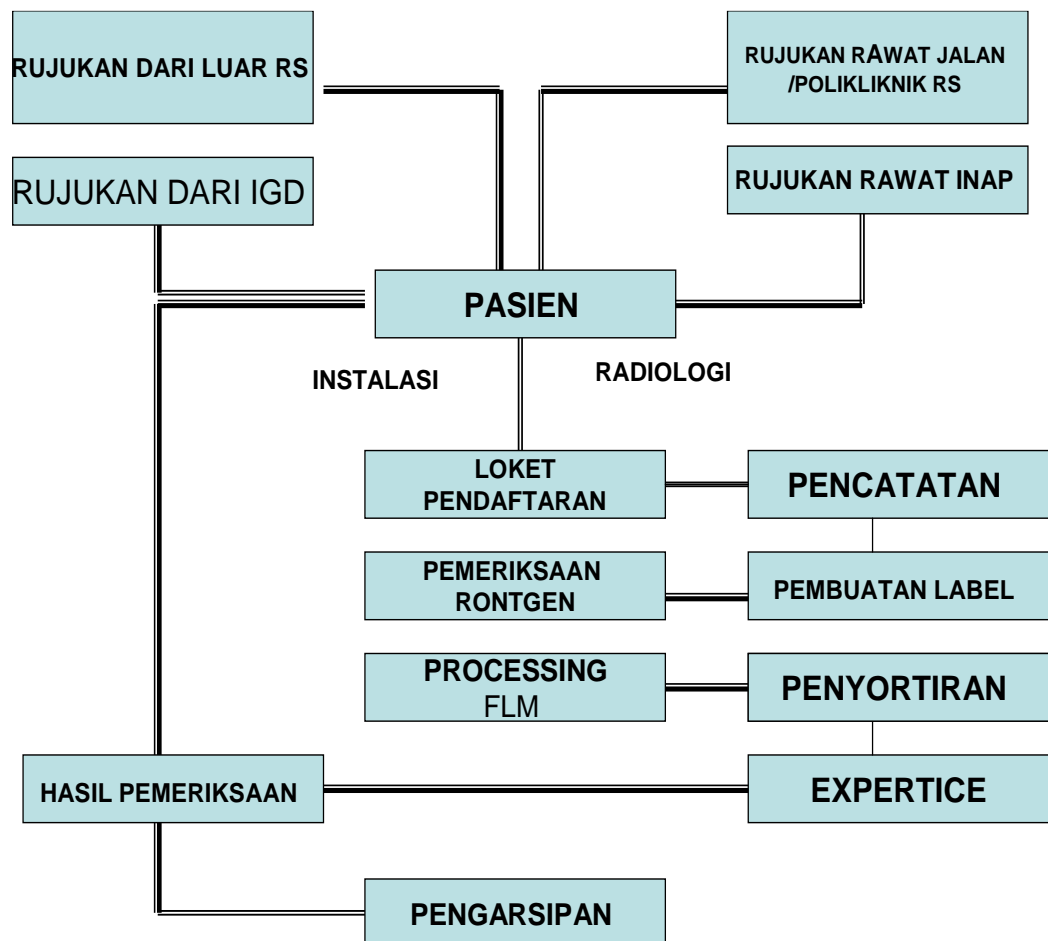 RUJUKAN DARI LUAR RS
RUJUKAN RAWAT JALAN
/POLIKLIKNIK RS
RUJUKAN DARI IGD
RUJUKAN RAWAT INAP
PASIEN
INSTALASI
RADIOLOGI
LOKET
PENDAFTARAN
PENCATATAN
PEMERIKSAAN
RONTGEN
PEMBUATAN LABEL
PROCESSING
FLM
PENYORTIRAN
HASIL PEMERIKSAAN
EXPERTICE
PENGARSIPAN